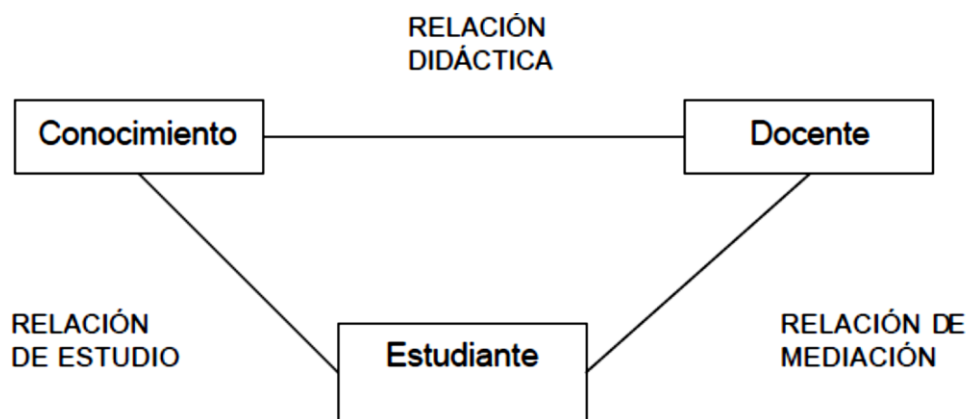 RELACIÓN
DIDÁCTICA
Conocimiento
Docente
RELACIÓN
DE ESTUDIO
Estudiante
RELACIÓN DE
MEDIACIÓN